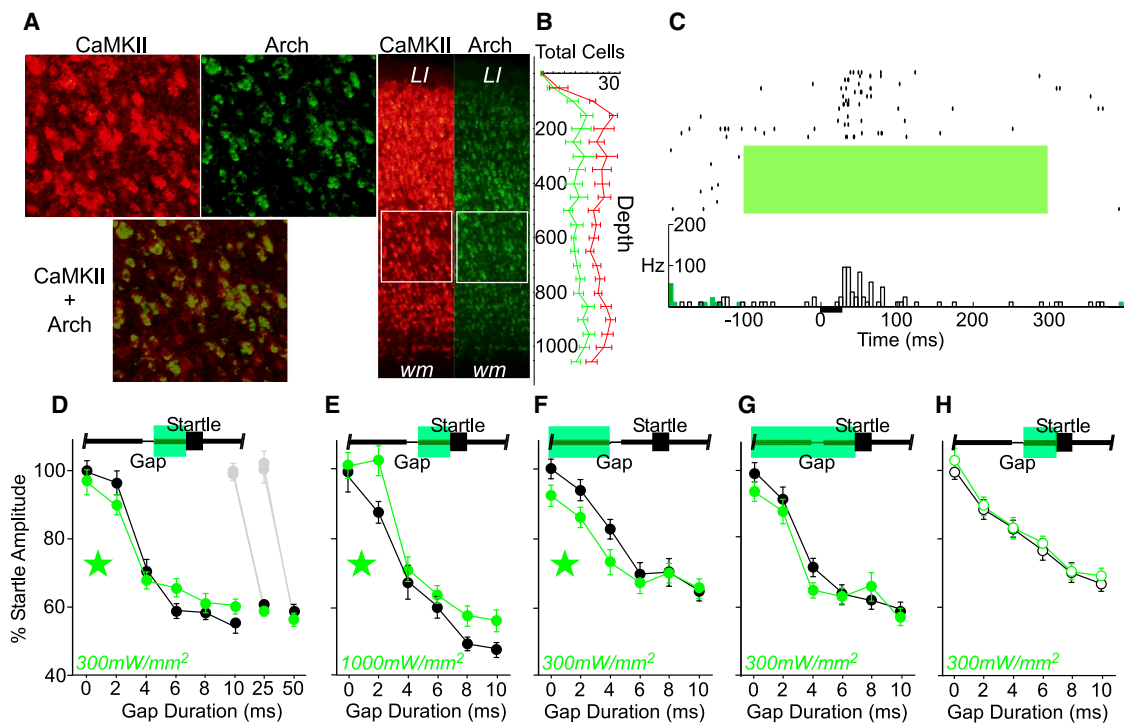 A
CaMKII
Arch
CaMKII
Arch
LI
LI
CaMKII
+
Arch
wm
wm
B
Total Cells
30
200
400
600
800
1000
Depth
C
200
Hz 100
-100 0 100 200 300
Time (ms)
D
Startle
Gap
% Startle Amplitude
100
80
60
40
300mW/mm²
0 2 4 6 8 10 25 50
Gap Duration (ms)
E
Startle
Gap
1000mW/mm²
0 2 4 6 8 10
Gap Duration (ms)
F
Startle
Gap
300mW/mm²
0 2 4 6 8 10
Gap Duration (ms)
G
Startle
Gap
300mW/mm²
0 2 4 6 8 10
Gap Duration (ms)
H
Startle
Gap
300mW/mm²
0 2 4 6 8 10
Gap Duration (ms)